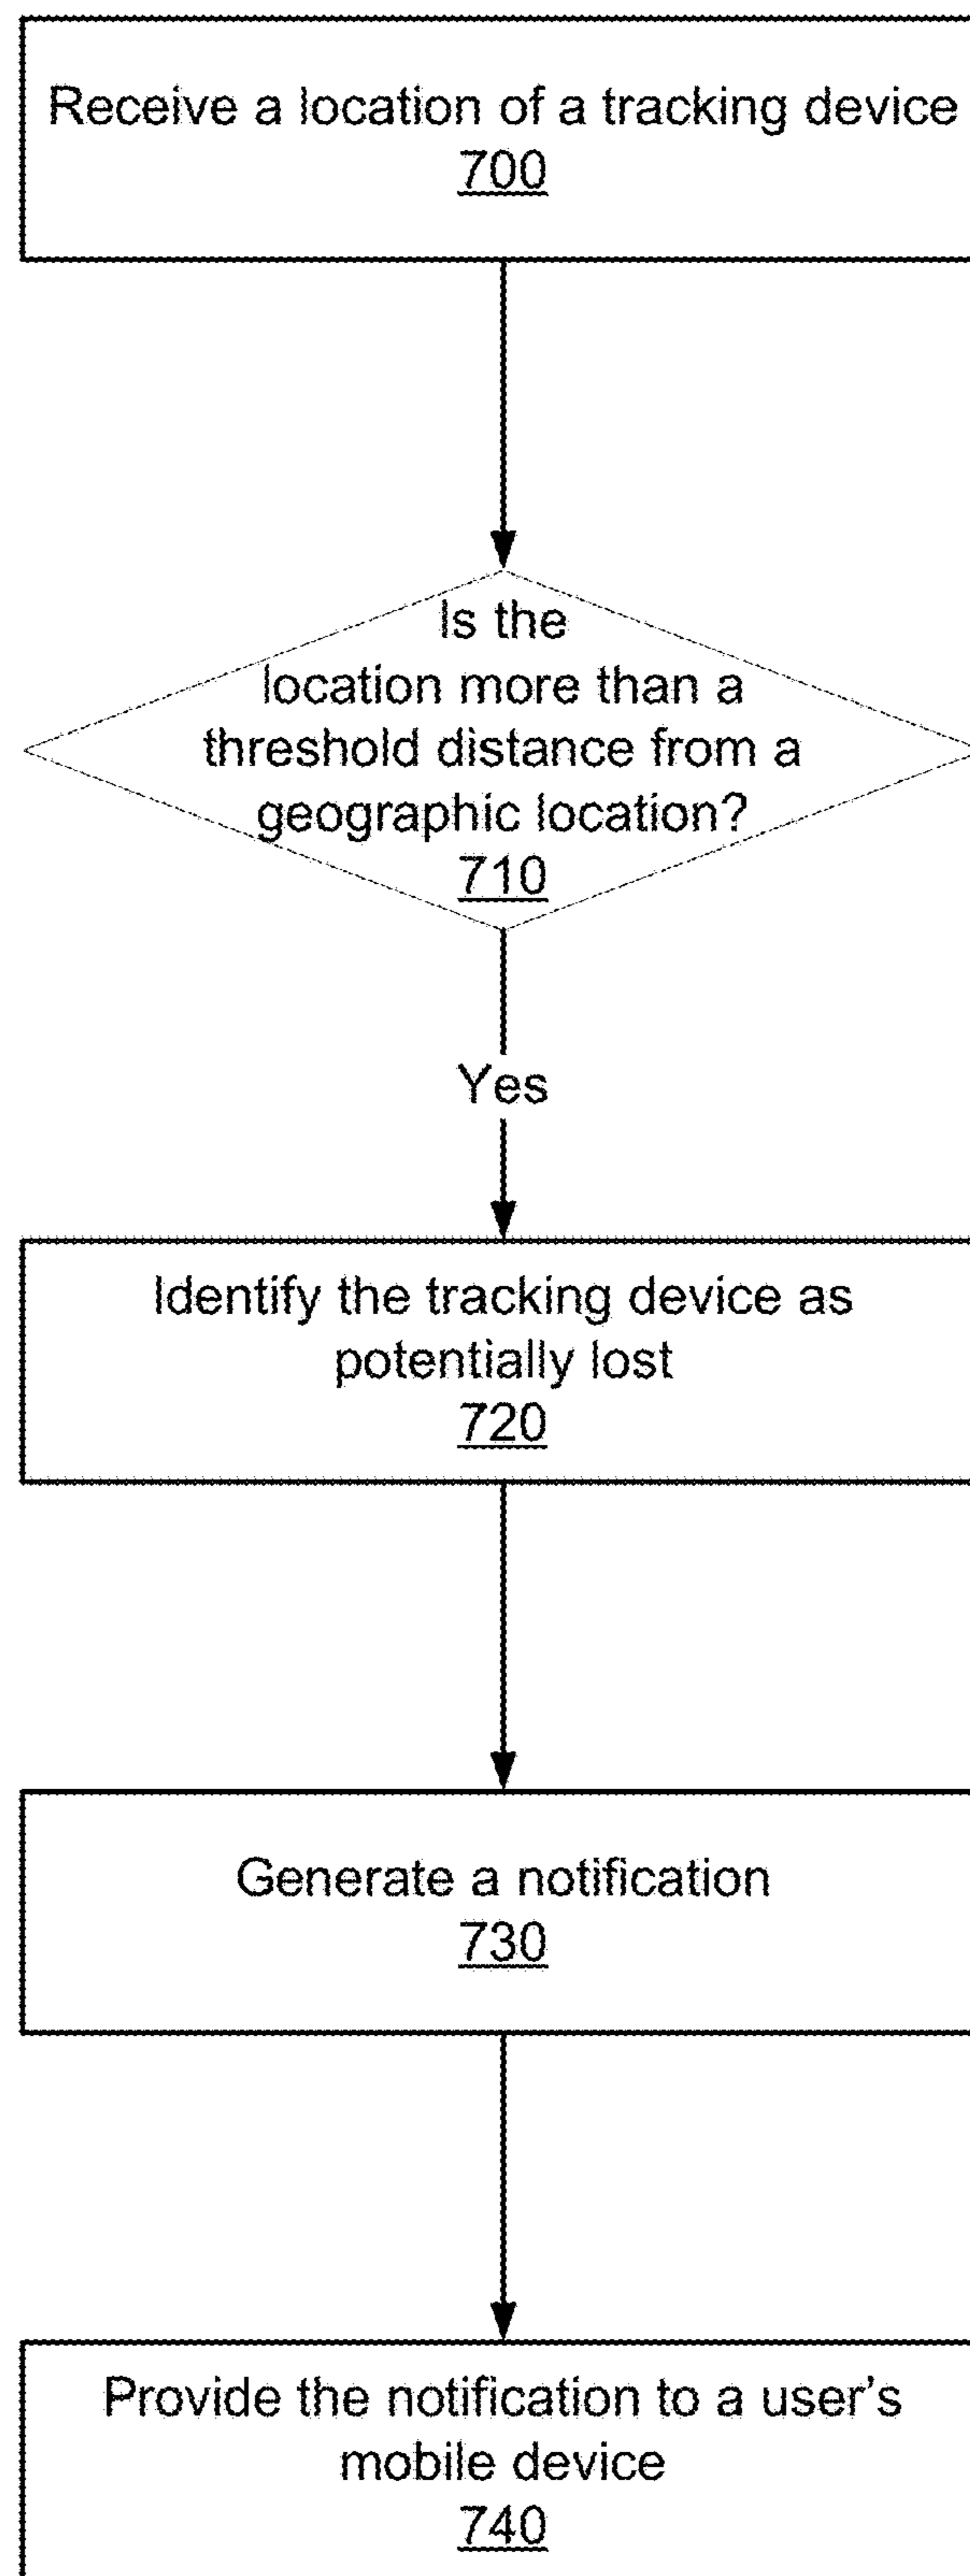 Receive a location of a tracking device
700
Is the
location more than a
threshold distance from a
geographic location?
710
Yes
Identify the tracking device as
potentially lost
720
Generate a notification
730
Provide the notification to a user's
mobile device
740